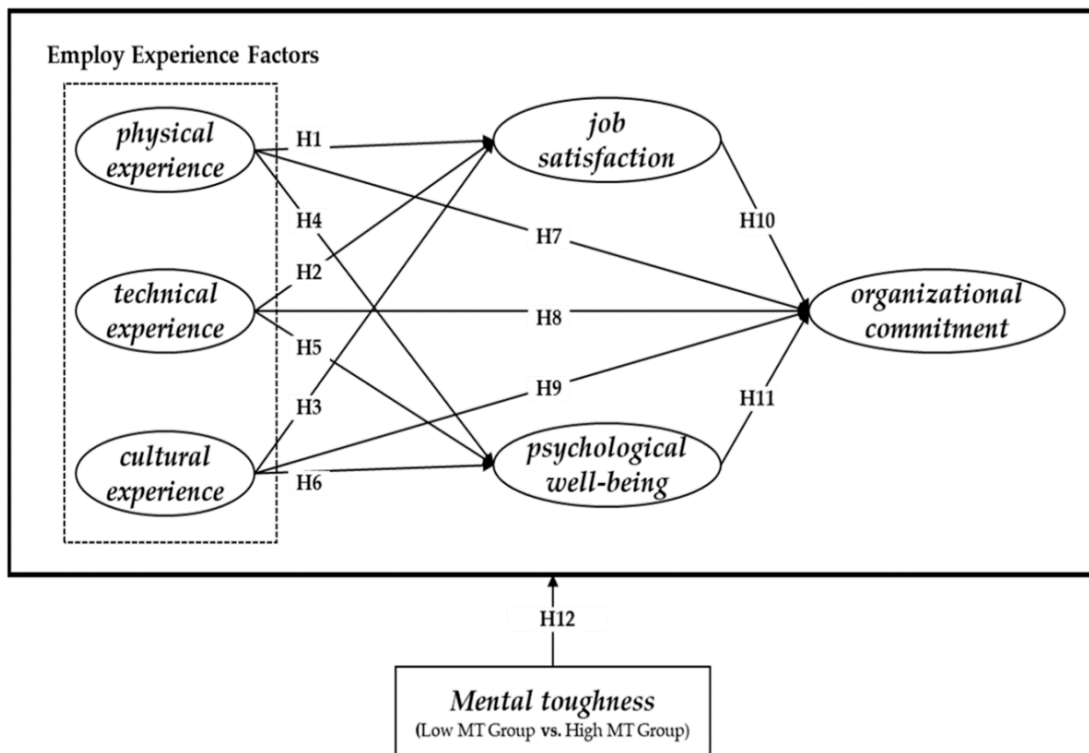 Employ Experience Factors
physical
experience
technical
experience
cultural
experience
H1
H4
H2
H5
H3
H6
H7
H8
H9
job
satisfaction
psychological
well-being
H10
H11
organizational
commitment
H12
Mental toughness
(Low MT Group vs. High MT Group)